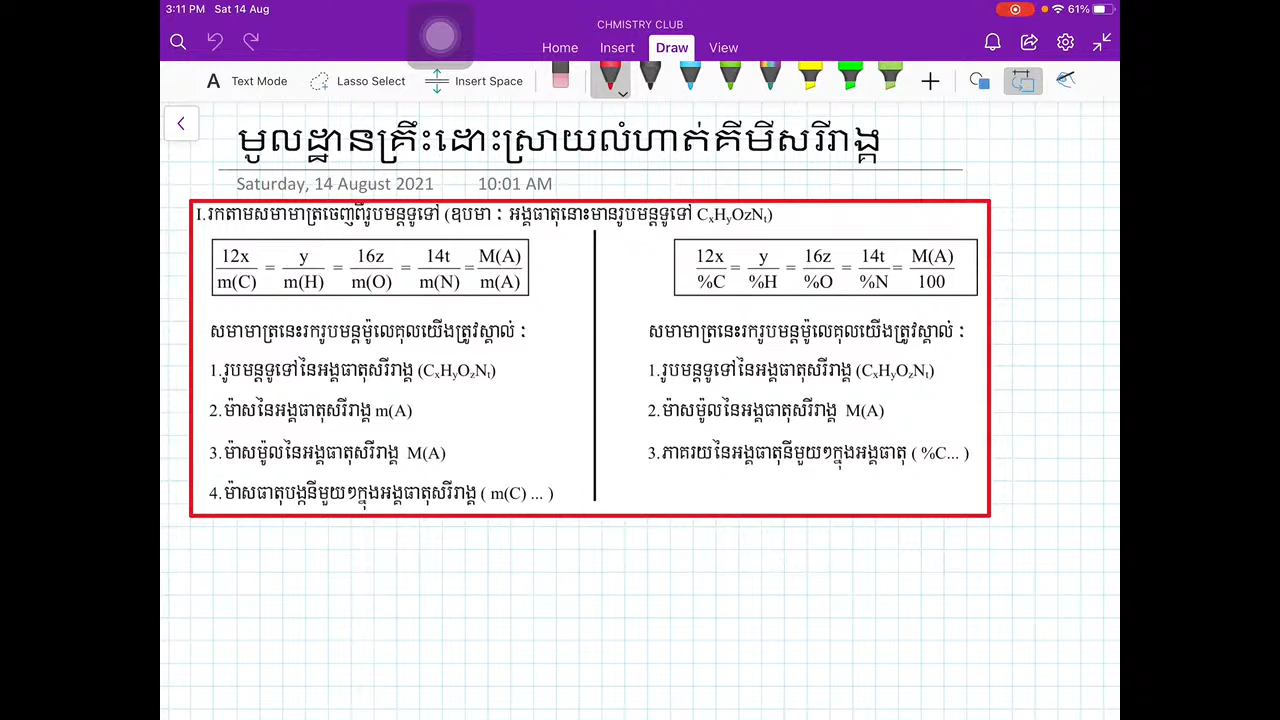 3:11 PM Sat 14 Aug
61%
CHMISTRY CLUB
Home Insert Draw View
Text Mode Lasso Select Insert Space
មូលដ្ឋានគ្រឹះដោះស្រាយលំហាត់គីមីសរីរាង្គ
Saturday, 14 August 2021 10:01 AM
I.រកតាមសមាមាត្រចេញពីរូបមន្តទូទៅ (ឧបមា : អង្គធាតុនោះមានរូបមន្តទូទៅ CxHyOzNt)
12x/m(C) = y/m(H) = 16z/m(O) = 14t/m(N) = M(A)/m(A)
សមាមាត្រនេះរករូបមន្តម៉ូលេគុលយើងត្រូវស្គាល់ :
1.រូបមន្តទូទៅនៃអង្គធាតុសរីរាង្គ (CxHyOzNt)
2.ម៉ាសនៃអង្គធាតុសរីរាង្គ m(A)
3.ម៉ាសម៉ូលនៃអង្គធាតុសរីរាង្គ M(A)
4.ម៉ាសធាតុបង្កនីមួយៗក្នុងអង្គធាតុសរីរាង្គ ( m(C) ... )
12x/%C = y/%H = 16z/%O = 14t/%N = M(A)/100
សមាមាត្រនេះរករូបមន្តម៉ូលេគុលយើងត្រូវស្គាល់ :
1.រូបមន្តទូទៅនៃអង្គធាតុសរីរាង្គ (CxHyOzNt)
2.ម៉ាសម៉ូលនៃអង្គធាតុសរីរាង្គ M(A)
3.ភាគរយនៃអង្គធាតុនីមួយៗក្នុងអង្គធាតុ ( %C... )